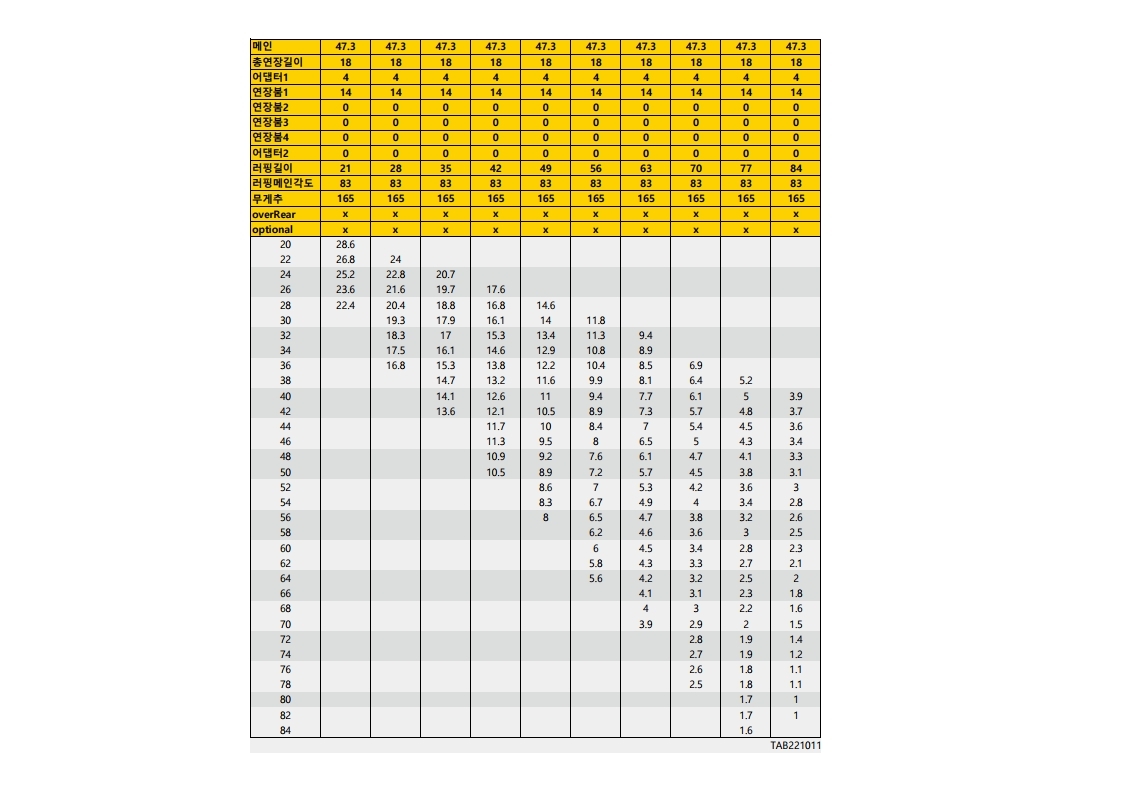 메인 47.3 47.3 47.3 47.3 47.3 47.3 47.3 47.3 47.3 47.3
총연장길이 18 18 18 18 18 18 18 18 18 18
어댑터1 4 4 4 4 4 4 4 4 4 4
연장붐1 14 14 14 14 14 14 14 14 14 14
연장붐2 0 0 0 0 0 0 0 0 0 0
연장붐3 0 0 0 0 0 0 0 0 0 0
연장붐4 0 0 0 0 0 0 0 0 0 0
어댑터2 0 0 0 0 0 0 0 0 0 0
러핑길이 21 28 35 42 49 56 63 70 77 84
러핑메인각도 83 83 83 83 83 83 83 83 83 83
무게추 165 165 165 165 165 165 165 165 165 165
overRear x x x x x x x x x x
optional x x x x x x x x x x
20 28.6
22 26.8 24
24 25.2 22.8 20.7
26 23.6 21.6 19.7 17.6
28 22.4 20.4 18.8 16.8 14.6
30 19.3 17.9 16.1 14 11.8
32 18.3 17 15.3 13.4 11.3 9.4
34 17.5 16.1 14.6 12.9 10.8 8.9
36 16.8 15.3 13.8 12.2 10.4 8.5 6.9
38 14.7 13.2 11.6 9.9 8.1 6.4 5.2
40 14.1 12.6 11 9.4 7.7 6.1 5 3.9
42 13.6 12.1 10.5 8.9 7.3 5.7 4.8 3.7
44 11.7 10 8.4 7 5.4 4.5 3.6
46 11.3 9.5 8 6.5 5 4.3 3.4
48 10.9 9.2 7.6 6.1 4.7 4.1 3.3
50 10.5 8.9 7.2 5.7 4.5 3.8 3.1
52 8.6 7 5.3 4.2 3.6 3
54 8.3 6.7 4.9 4 3.4 2.8
56 8 6.5 4.7 3.8 3.2 2.6
58 6.2 4.6 3.6 3 2.5
60 6 4.5 3.4 2.8 2.3
62 5.8 4.3 3.3 2.7 2.1
64 5.6 4.2 3.2 2.5 2
66 4.1 3.1 2.3 1.8
68 4 3 2.2 1.6
70 3.9 2.9 2 1.5
72 2.8 1.9 1.4
74 2.7 1.9 1.2
76 2.6 1.8 1.1
78 2.5 1.8 1.1
80 1.7 1
82 1.7 1
84 1.6
TAB221011